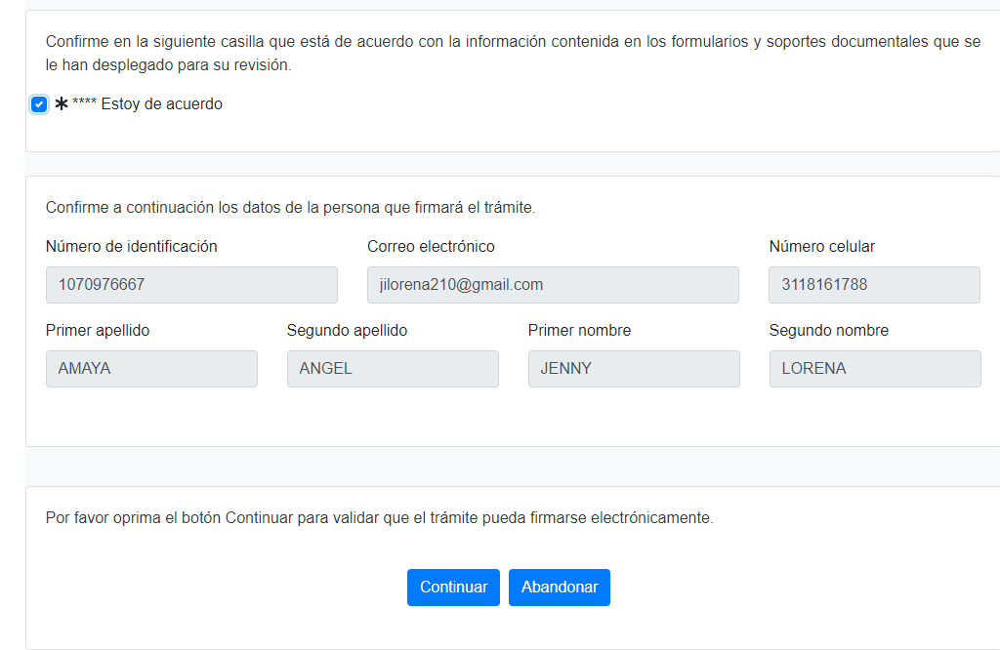 Confirme en la siguiente casilla que está de acuerdo con la información contenida en los formularios y soportes documentales que se
le han desplegado para su revisión.
* **** Estoy de acuerdo
Confirme a continuación los datos de la persona que firmará el trámite.
Número de identificación Correo electrónico Número celular
1070976667 jilorena210@gmail.com 3118161788
Primer apellido Segundo apellido Primer nombre Segundo nombre
AMAYA ANGEL JENNY LORENA
Por favor oprima el botón Continuar para validar que el trámite pueda firmarse electrónicamente.
Continuar Abandonar